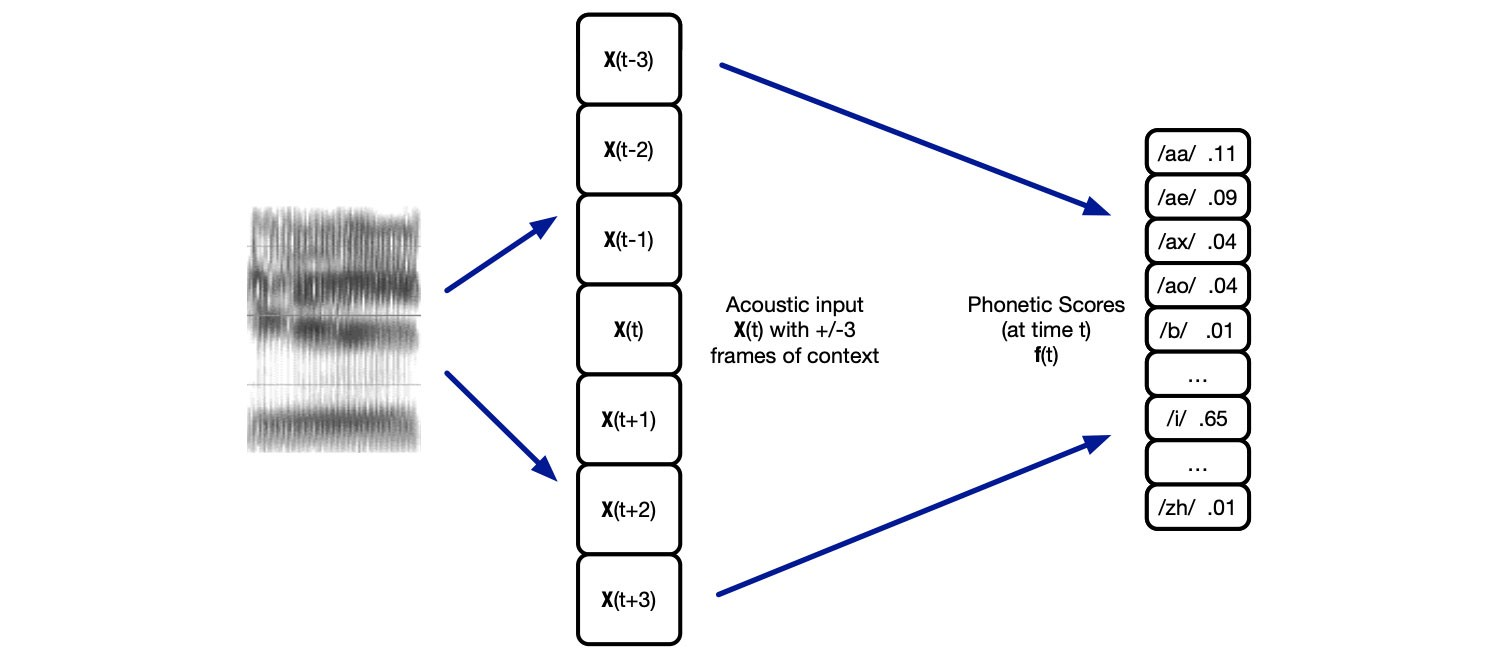 X(t-3)
X(t-2)
X(t-1)
X(t)
X(t+1)
X(t+2)
X(t+3)
Acoustic input
X(t) with +/-3
frames of context
Phonetic Scores
(at time t)
f(t)
/aa/ .11
/ae/ .09
/ax/ .04
/ao/ .04
/b/ .01
...
/i/ .65
...
/zh/ .01